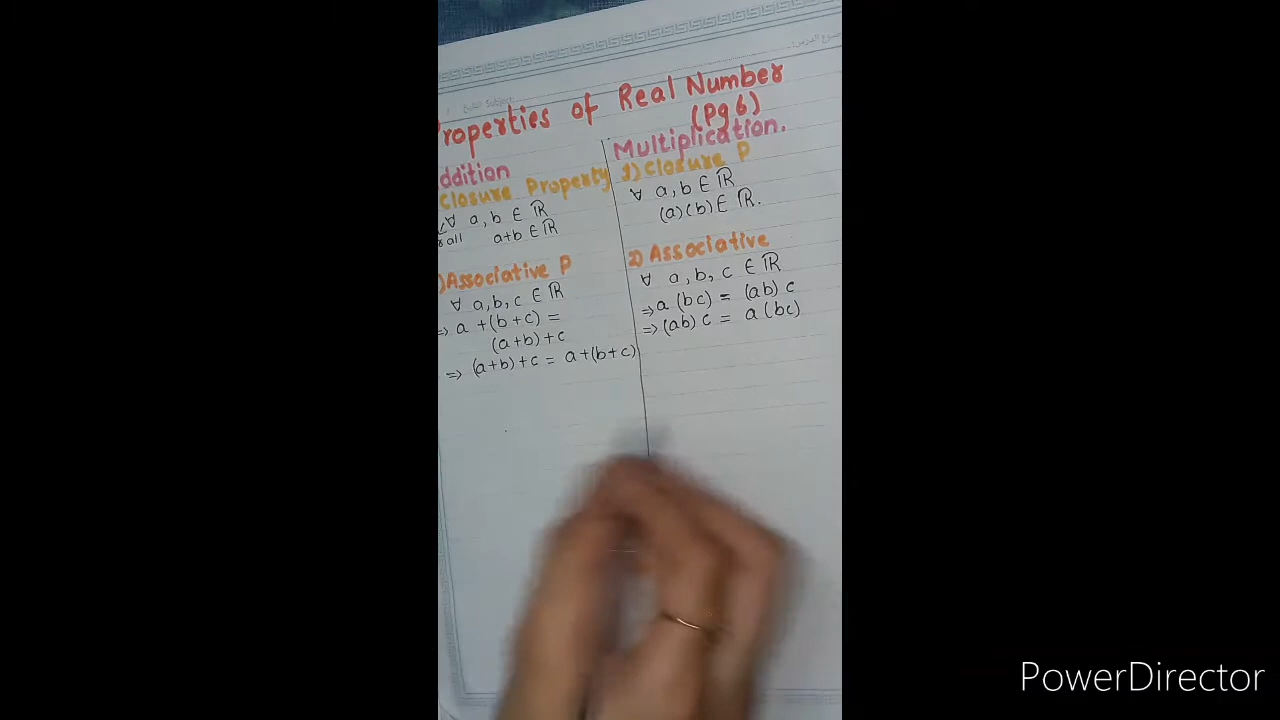 roperties of Real Number
(Pg 6)
ddition
Closure Property
∀ a, b ∈ ℝ
r all a+b ∈ ℝ
)Associative P
∀ a, b, c ∈ ℝ
=> a +(b + c) =
(a+b) + c
=> (a+b) + c = a+(b+c)
Multiplication.
1) Closure P
∀ a, b ∈ ℝ
(a)(b) ∈ ℝ.
2) Associative
∀ a, b, c ∈ ℝ
=> a (bc) = (ab) c
=> (ab) c = a (bc)
PowerDirector